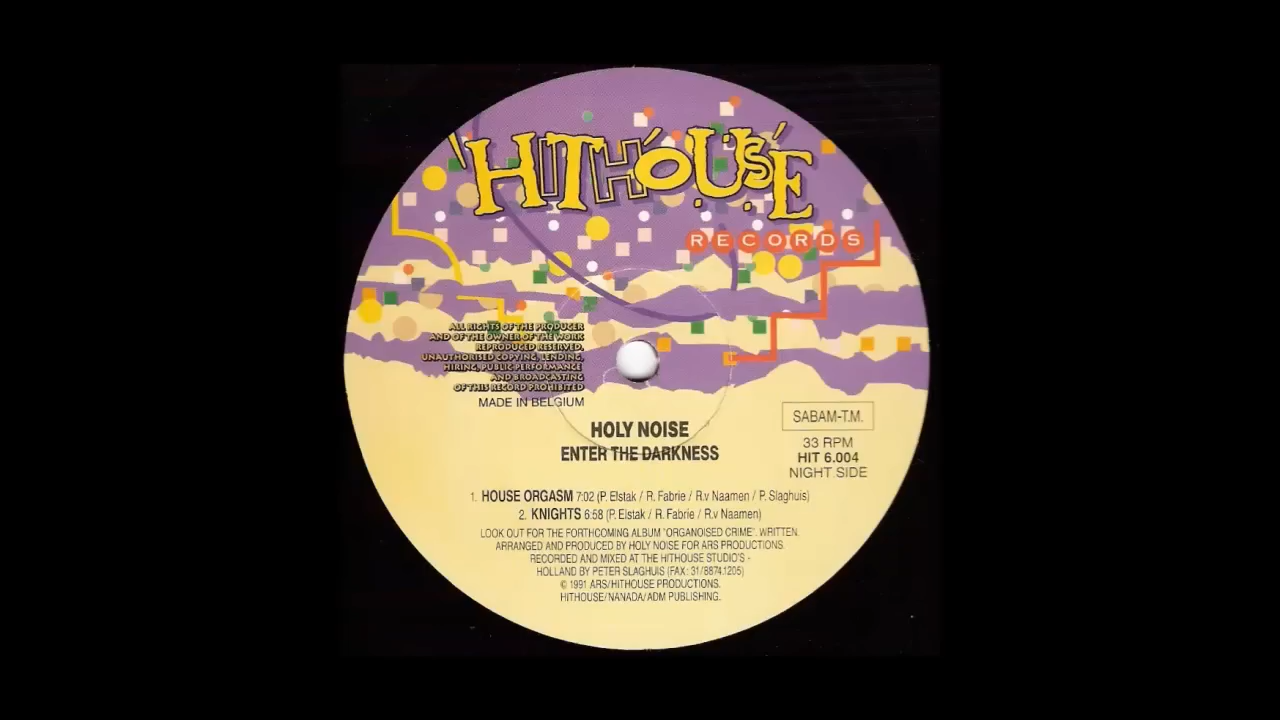 HITHOUSE
RECORDS
ALL RIGHTS OF THE PRODUCER
AND OF THE OWNER OF THE WORK
REPRODUCED RESERVED.
UNAUTHORISED COPYING, LENDING,
HIRING, PUBLIC PERFORMANCE
AND BROADCASTING
OF THIS RECORD PROHIBITED
MADE IN BELGIUM
SABAM-T.M.
33 RPM
HIT 6.004
NIGHT SIDE
HOLY NOISE
ENTER THE DARKNESS
1. HOUSE ORGASM 7:02 (P. Elstak / R. Fabrie / R.v Naamen / P. Slaghuis)
2. KNIGHTS 6:58 (P. Elstak / R. Fabrie / R.v Naamen)
LOOK OUT FOR THE FORTHCOMING ALBUM "ORGANOISED CRIME". WRITTEN.
ARRANGED AND PRODUCED BY HOLY NOISE FOR ARS PRODUCTIONS.
RECORDED AND MIXED AT THE HITHOUSE STUDIO'S -
HOLLAND BY PETER SLAGHUIS (FAX: 31/8874.1205)
© 1991 ARS/HITHOUSE PRODUCTIONS.
HITHOUSE/NANADA/ADM PUBLISHING.